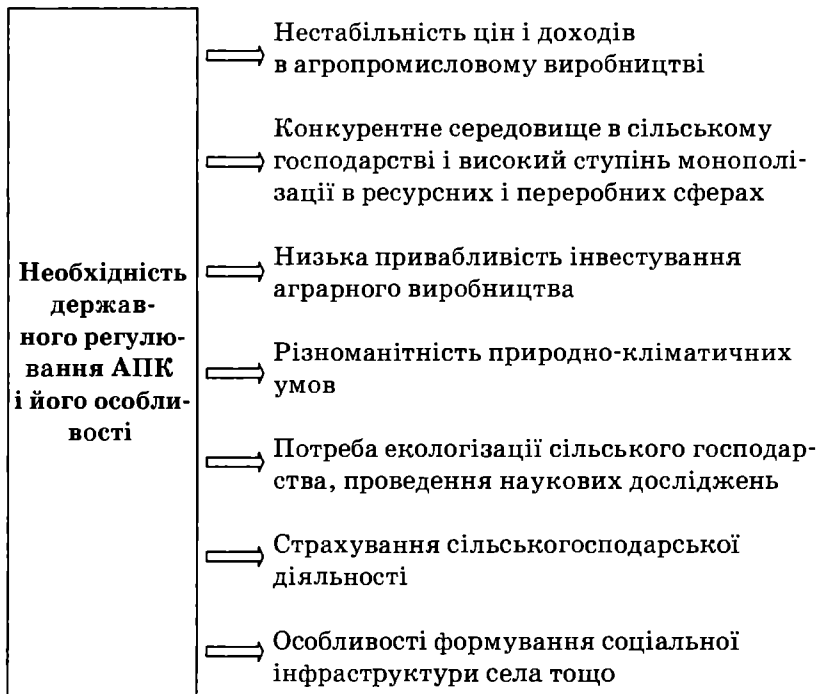 Необхідність
держав-
ного регулю-
вання АПК
і його особли-
вості
Нестабільність цін і доходів
в агропромисловому виробництві
Конкурентне середовище в сільському
господарстві і високий ступінь монополі-
зації в ресурсних і переробних сферах
Низька привабливість інвестування
аграрного виробництва
Різноманітність природно-кліматичних
умов
Потреба екологізації сільського господар-
ства, проведення наукових досліджень
Страхування сільськогосподарської
діяльності
Особливості формування соціальної
інфраструктури села тощо